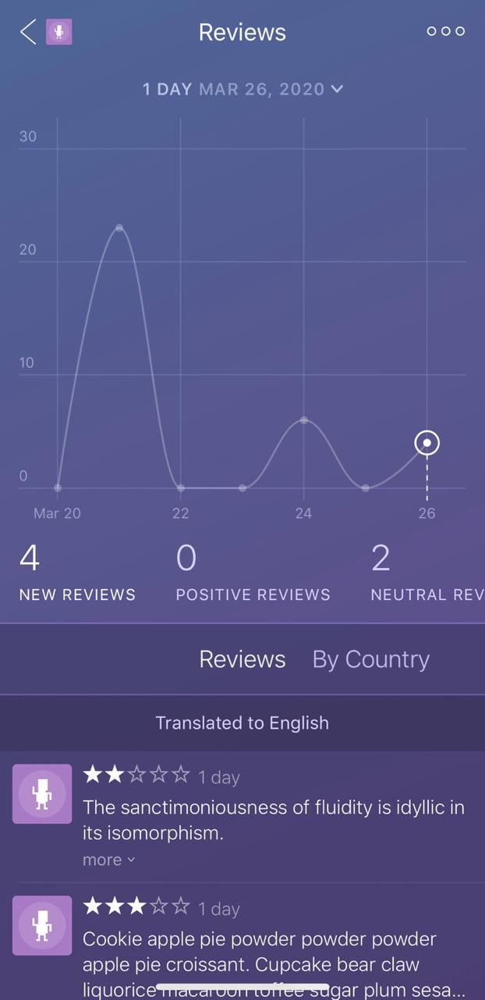 Reviews
1 DAY MAR 26, 2020
30
20
10
0
Mar 20 22 24 26
4 0 2
NEW REVIEWS POSITIVE REVIEWS NEUTRAL REV
Reviews By Country
Translated to English
1 day
The sanctimoniousness of fluidity is idyllic in
its isomorphism.
more
1 day
Cookie apple pie powder powder powder
apple pie croissant. Cupcake bear claw
liquorice macaroon toffee sugar plum sesa...